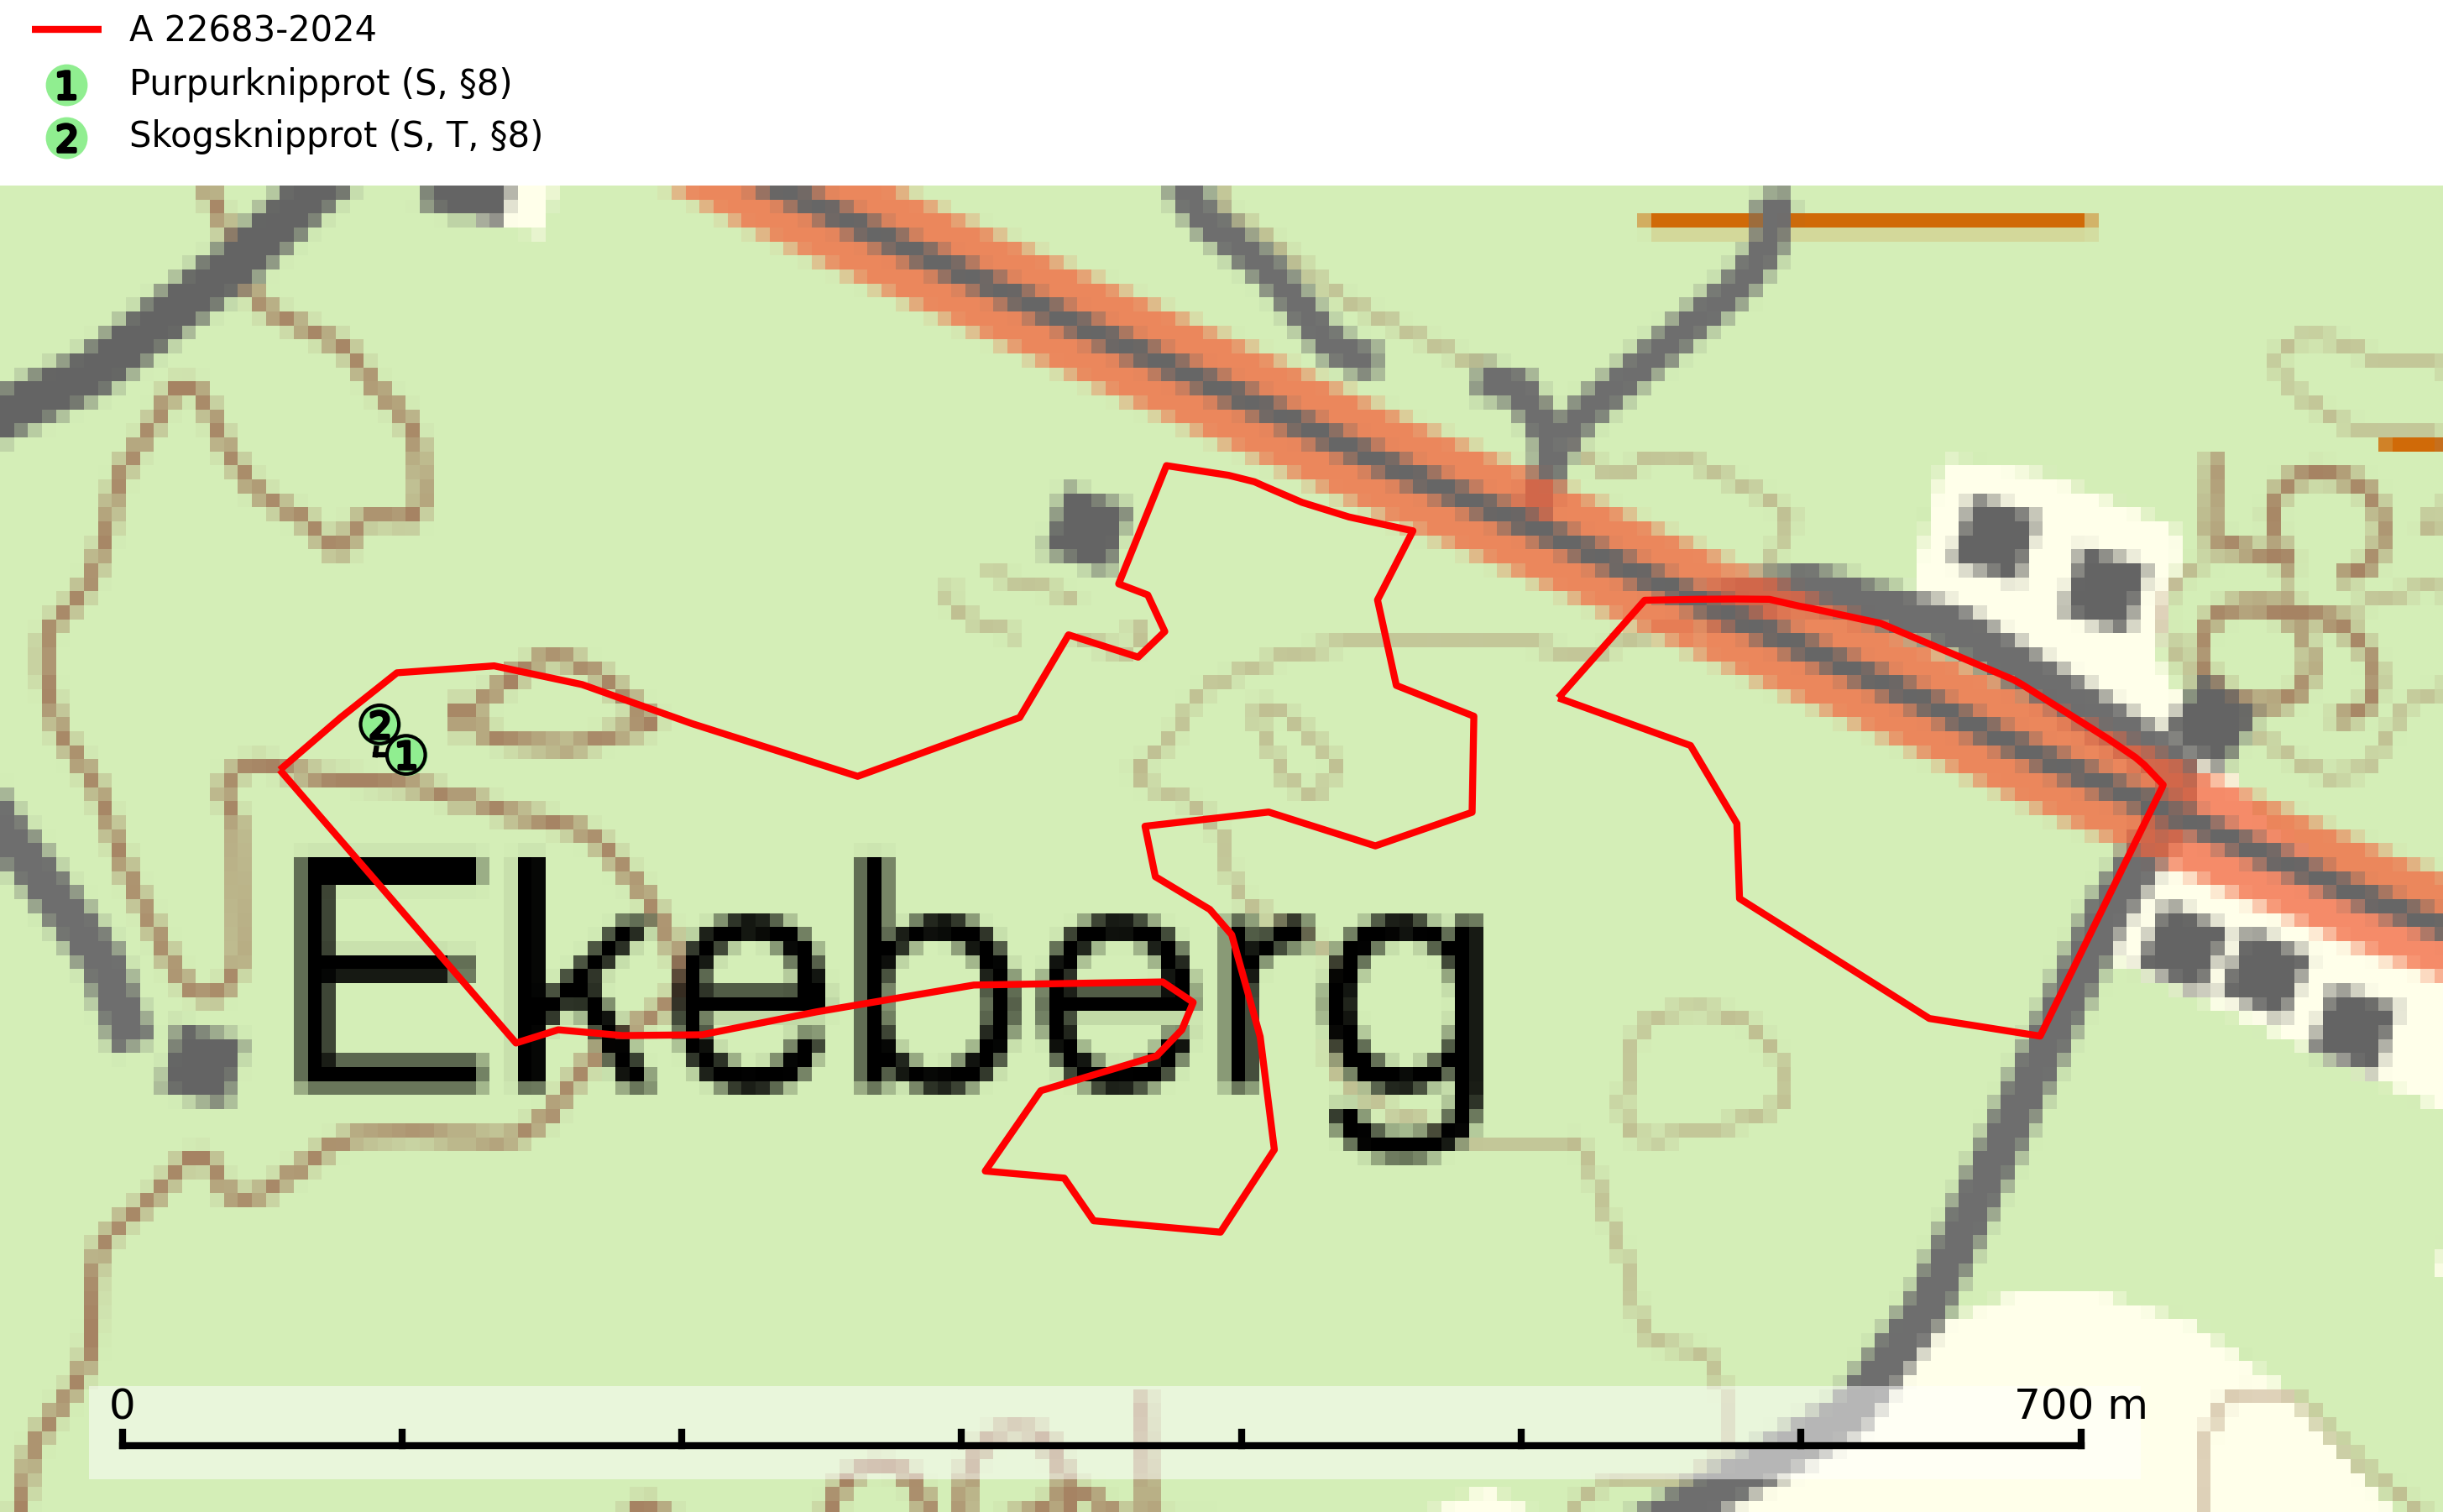 A 22683-2024
1 Purpurknipprot (S, §8)
2 Skogsknipprot (S, T, §8)
2
1
Ekeberg
0 700 m